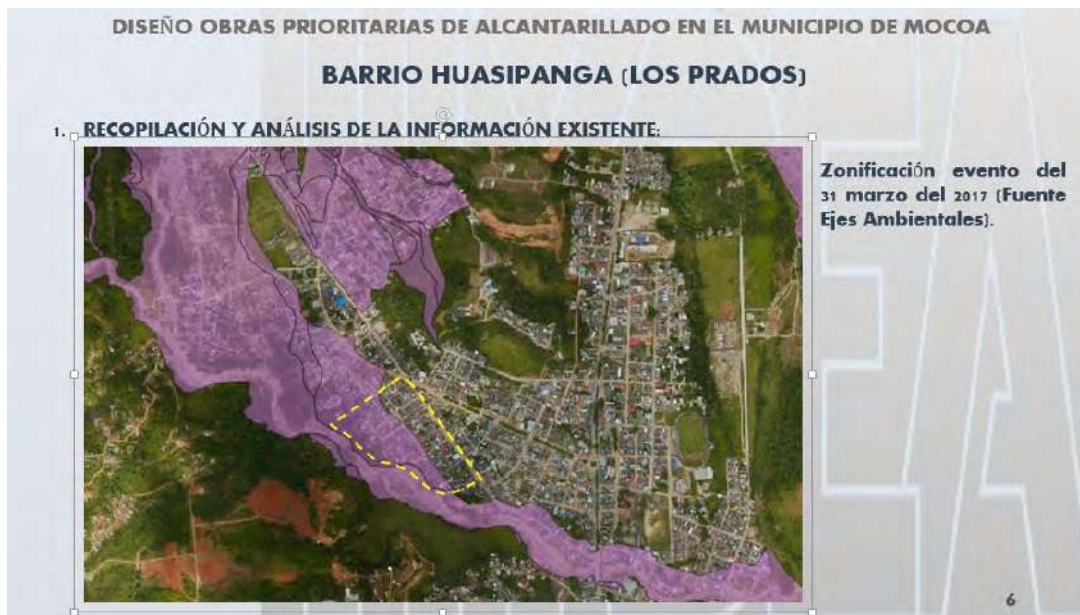 DISEÑO OBRAS PRIORITARIAS DE ALCANTARILLADO EN EL MUNICIPIO DE MOCOA
BARRIO HUASIPANGA (LOS PRADOS)
1. RECOPILACIÓN Y ANÁLISIS DE LA INFORMACIÓN EXISTENTE:
Zonificación evento del
31 marzo del 2017 (Fuente
Ejes Ambientales).
6